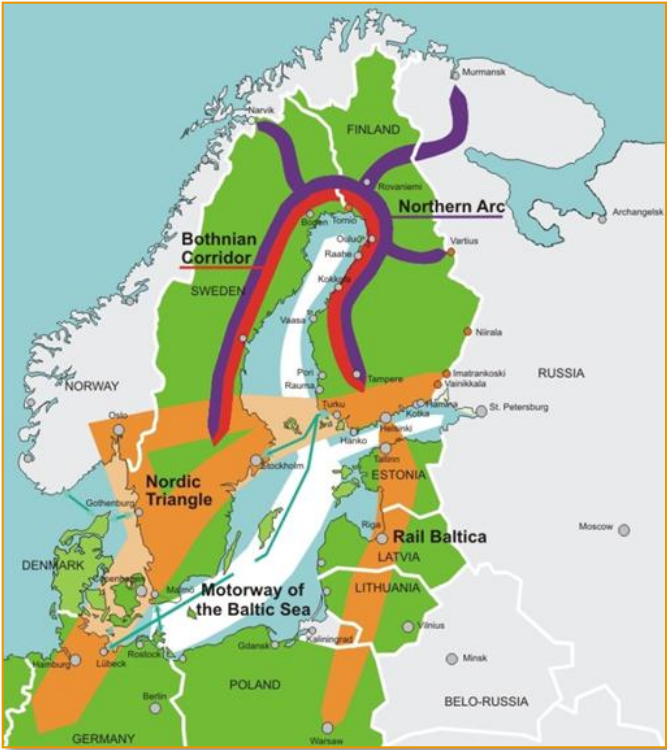 Murmansk
Narvik
FINLAND
Rovaniemi
Northern Arc
Archangelsk
Boden
Tornio
Bothnian
Corridor
Oulu
Vartius
Raahe
Kokkola
SWEDEN
Vaasa
Niirala
NORWAY
Pori
Tampere
Imatrankoski
RUSSIA
Rauma
Vainikkala
Oslo
Turku
Hamina
St. Petersburg
Kotka
Helsinki
Hanko
Stockholm
Tallinn
ESTONIA
Nordic
Triangle
Gothenburg
Riga
Rail Baltica
Moscow
LATVIA
DENMARK
Copenhagen
Malmö
Motorway of
the Baltic Sea
LITHUANIA
Vilnius
Kaliningrad
Gdansk
Rostock
Lübeck
Hamburg
Minsk
POLAND
BELO-RUSSIA
Berlin
GERMANY
Warsaw